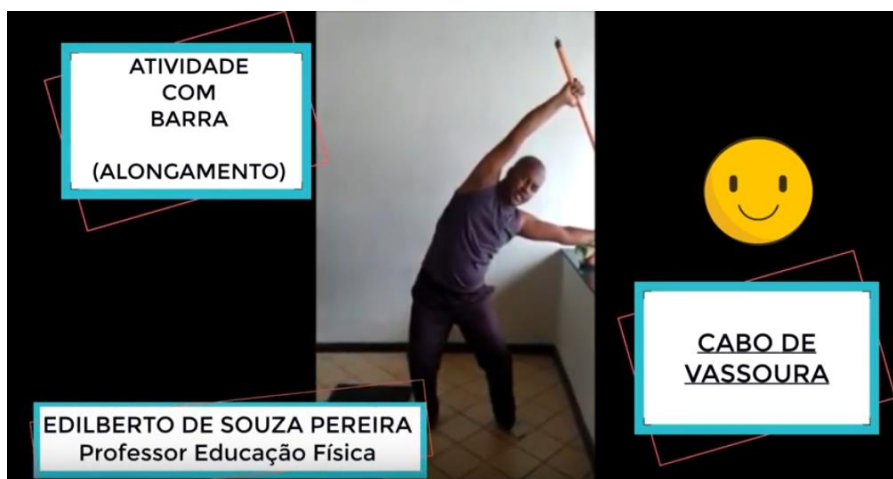 ATIVIDADE
COM
BARRA
(ALONGAMENTO)
CABO DE
VASSOURA
EDILBERTO DE SOUZA PEREIRA
Professor Educação Física